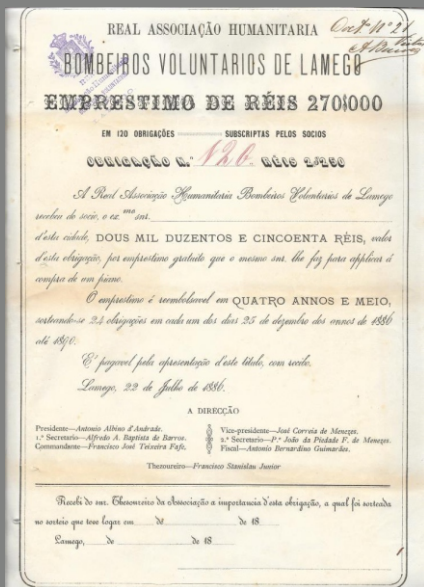 REAL ASSOCIAÇÃO HUMANITARIA
Doct. Nº 21
BOMBEIROS VOLUNTARIOS DE LAMEGO
EMPRESTIMO DE RÉIS 270$000
EM 120 OBRIGAÇÕES SUBSCRIPTAS PELOS SOCIOS
OBRIGAÇÃO N.º 120 RÉIS 2$250
A Real Associação Humanitaria Bombeiros Voluntarios de Lamego
recebeu do socio, o ex.mo snr.
d'esta cidade, DOUS MIL DUZENTOS E CINCOENTA RÉIS, valor
d'esta obrigação, por emprestimo gratuito que o mesmo snr. lhe fez para applicar á
compra de um piano.
O emprestimo é reembolsavel em QUATRO ANNOS E MEIO,
sorteando-se 24 obrigações em cada um dos dias 25 de dezembro dos annos de 1886
até 1890.
É pagavel pela apresentação d'este titulo, com recibo.
Lamego, 22 de Julho de 1886.
A DIRECÇÃO
Presidente—Antonio Albino d'Andrade.
1.º Secretario—Alfredo A. Baptista de Barros.
Commandante—Francisco José Teixeira Fafe.
Vice-presidente—José Correia de Menezes.
2.º Secretario—P.e João da Piedade F. de Menezes.
Fiscal—Antonio Bernardino Guimarães.
Thesoureiro—Francisco Stanislau Junior
Recebi do snr. Thesoureiro da Associação a importancia d'esta obrigação, a qual foi sorteada
no sorteio que teve logar em de de 18
Lamego, de de 18